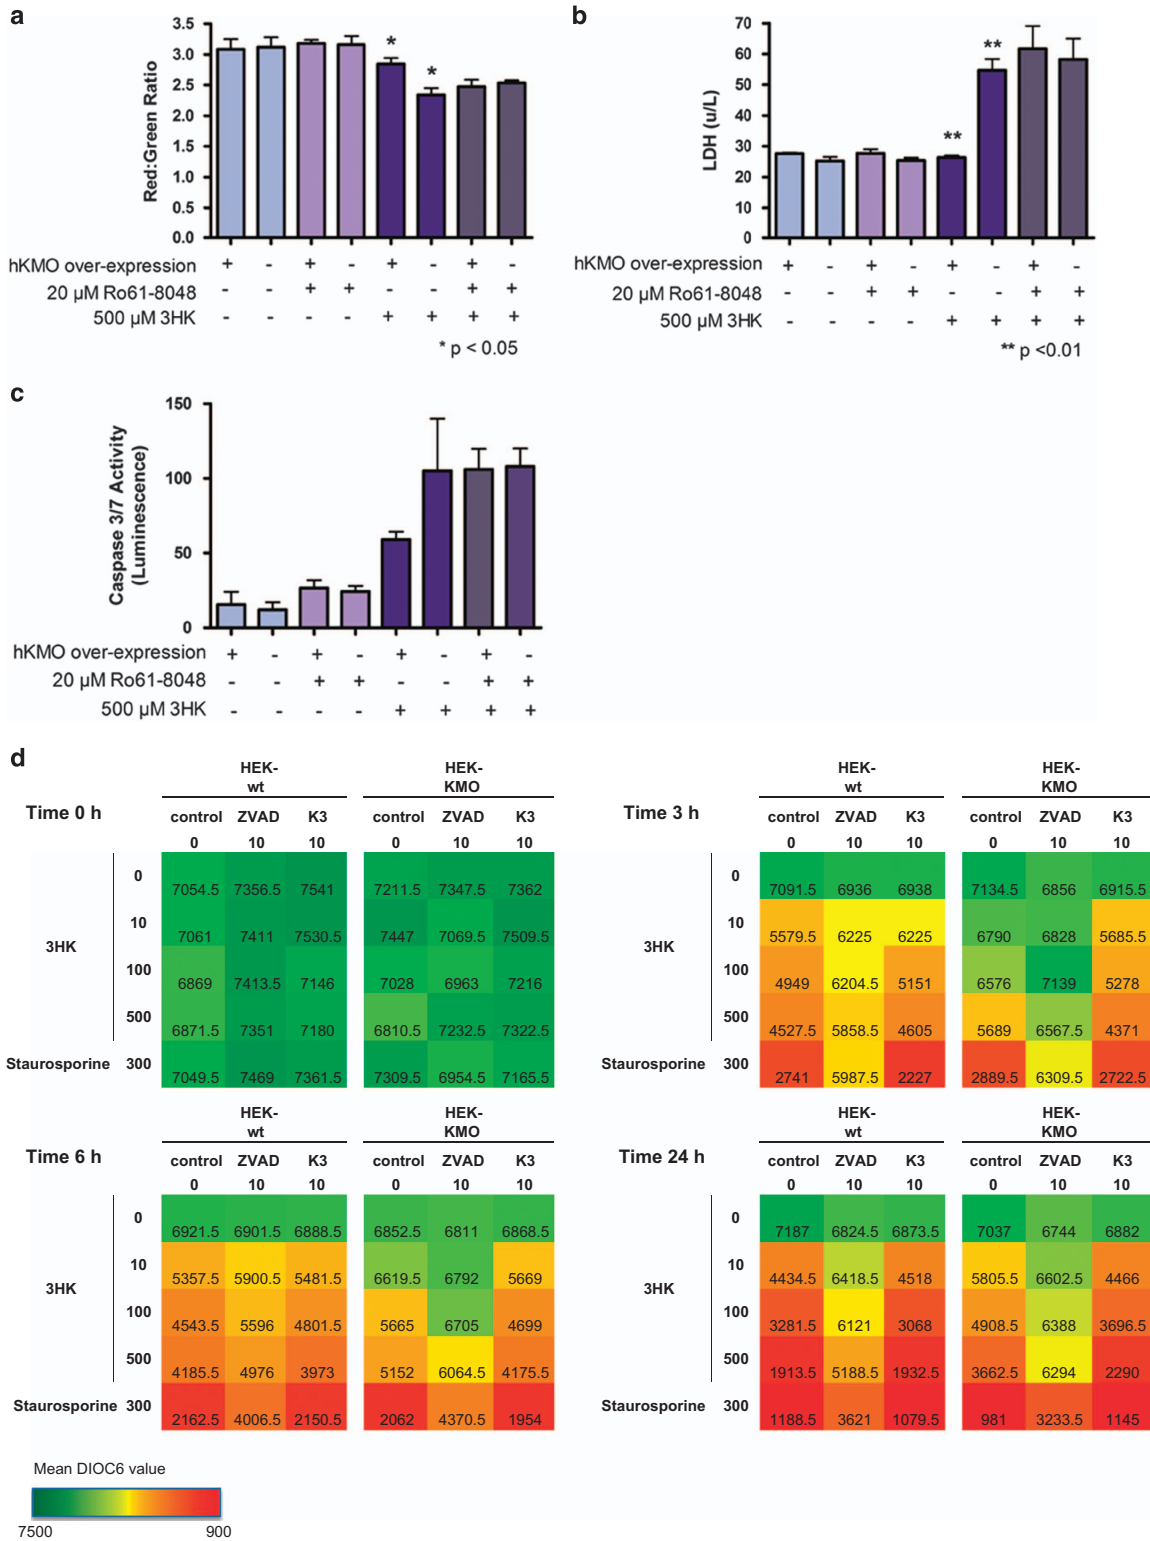 a
3.5
3.0
2.5
2.0
1.5
1.0
0.5
0.0
Red:Green Ratio
* *
hKMO over-expression + - + - + - + -
20 µM Ro61-8048 - - + + - - + +
500 µM 3HK - - - - + + + +
* p < 0.05
b
70
60
50
40
30
20
10
0
LDH (u/L)
** **
hKMO over-expression + - + - + - + -
20 µM Ro61-8048 - - + + - - + +
500 µM 3HK - - - - + + + +
** p <0.01
c
150
100
50
0
Caspase 3/7 Activity
(Luminescence)
hKMO over-expression + - + - + - + -
20 µM Ro61-8048 - - + + - - + +
500 µM 3HK - - - - + + + +
d
Time 0 h
HEK- HEK-
wt KMO
control ZVAD K3 control ZVAD K3
0 10 10 0 10 10
3HK
0 7054.5 7356.5 7541 7211.5 7347.5 7362
10 7061 7411 7530.5 7447 7069.5 7509.5
100 6869 7413.5 7146 7028 6963 7216
500 6871.5 7351 7180 6810.5 7232.5 7322.5
Staurosporine 300 7049.5 7469 7361.5 7309.5 6954.5 7165.5
Time 3 h
HEK- HEK-
wt KMO
control ZVAD K3 control ZVAD K3
0 10 10 0 10 10
3HK
0 7091.5 6936 6938 7134.5 6856 6915.5
10 5579.5 6225 6225 6790 6828 5685.5
100 4949 6204.5 5151 6576 7139 5278
500 4527.5 5858.5 4605 5689 6567.5 4371
Staurosporine 300 2741 5987.5 2227 2889.5 6309.5 2722.5
Time 6 h
HEK- HEK-
wt KMO
control ZVAD K3 control ZVAD K3
0 10 10 0 10 10
3HK
0 6921.5 6901.5 6888.5 6852.5 6811 6868.5
10 5357.5 5900.5 5481.5 6619.5 6792 5669
100 4543.5 5596 4801.5 5665 6705 4699
500 4185.5 4976 3973 5152 6064.5 4175.5
Staurosporine 300 2162.5 4006.5 2150.5 2062 4370.5 1954
Time 24 h
HEK- HEK-
wt KMO
control ZVAD K3 control ZVAD K3
0 10 10 0 10 10
3HK
0 7187 6824.5 6873.5 7037 6744 6882
10 4434.5 6418.5 4518 5805.5 6602.5 4466
100 3281.5 6121 3068 4908.5 6388 3696.5
500 1913.5 5188.5 1932.5 3662.5 6294 2290
Staurosporine 300 1188.5 3621 1079.5 981 3233.5 1145
Mean DIOC6 value
7500 900